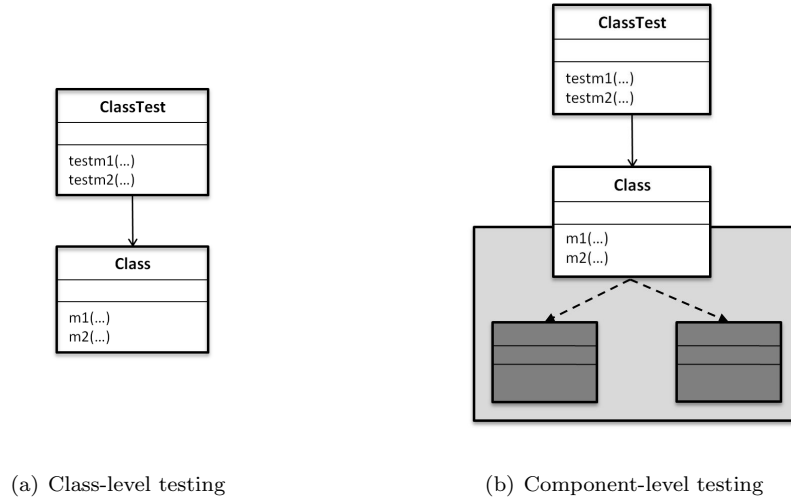 ClassTest
testm1(...)
testm2(...)
Class
m1(...)
m2(...)
(a) Class-level testing
ClassTest
testm1(...)
testm2(...)
Class
m1(...)
m2(...)
(b) Component-level testing